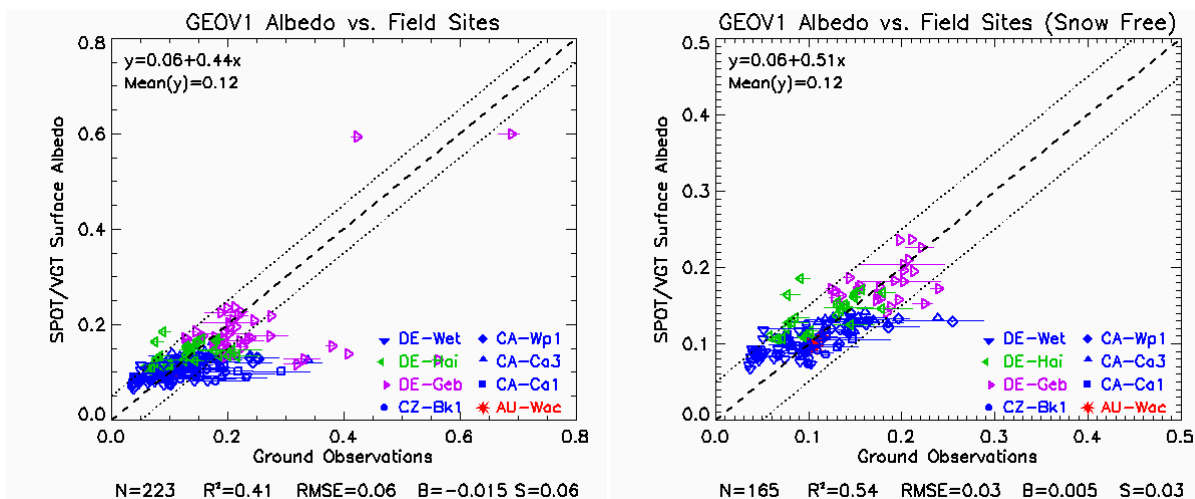 GEOV1 Albedo vs. Field Sites
y=0.06+0.44x
Mean(y)=0.12
SPOT/VGT Surface Albedo
0.8
0.6
0.4
0.2
0.0
DE-Wet
CA-Wp1
DE-Hai
CA-Ca3
DE-Geb
CA-Ca1
CZ-Bk1
AU-Wac
0.0 0.2 0.4 0.6 0.8
Ground Observations
N=223 R²=0.41 RMSE=0.06 B=-0.015 S=0.06
GEOV1 Albedo vs. Field Sites (Snow Free)
y=0.06+0.51x
Mean(y)=0.12
SPOT/VGT Surface Albedo
0.5
0.4
0.3
0.2
0.1
0.0
DE-Wet
CA-Wp1
DE-Hai
CA-Ca3
DE-Geb
CA-Ca1
CZ-Bk1
AU-Wac
0.0 0.1 0.2 0.3 0.4 0.5
Ground Observations
N=165 R²=0.54 RMSE=0.03 B=0.005 S=0.03